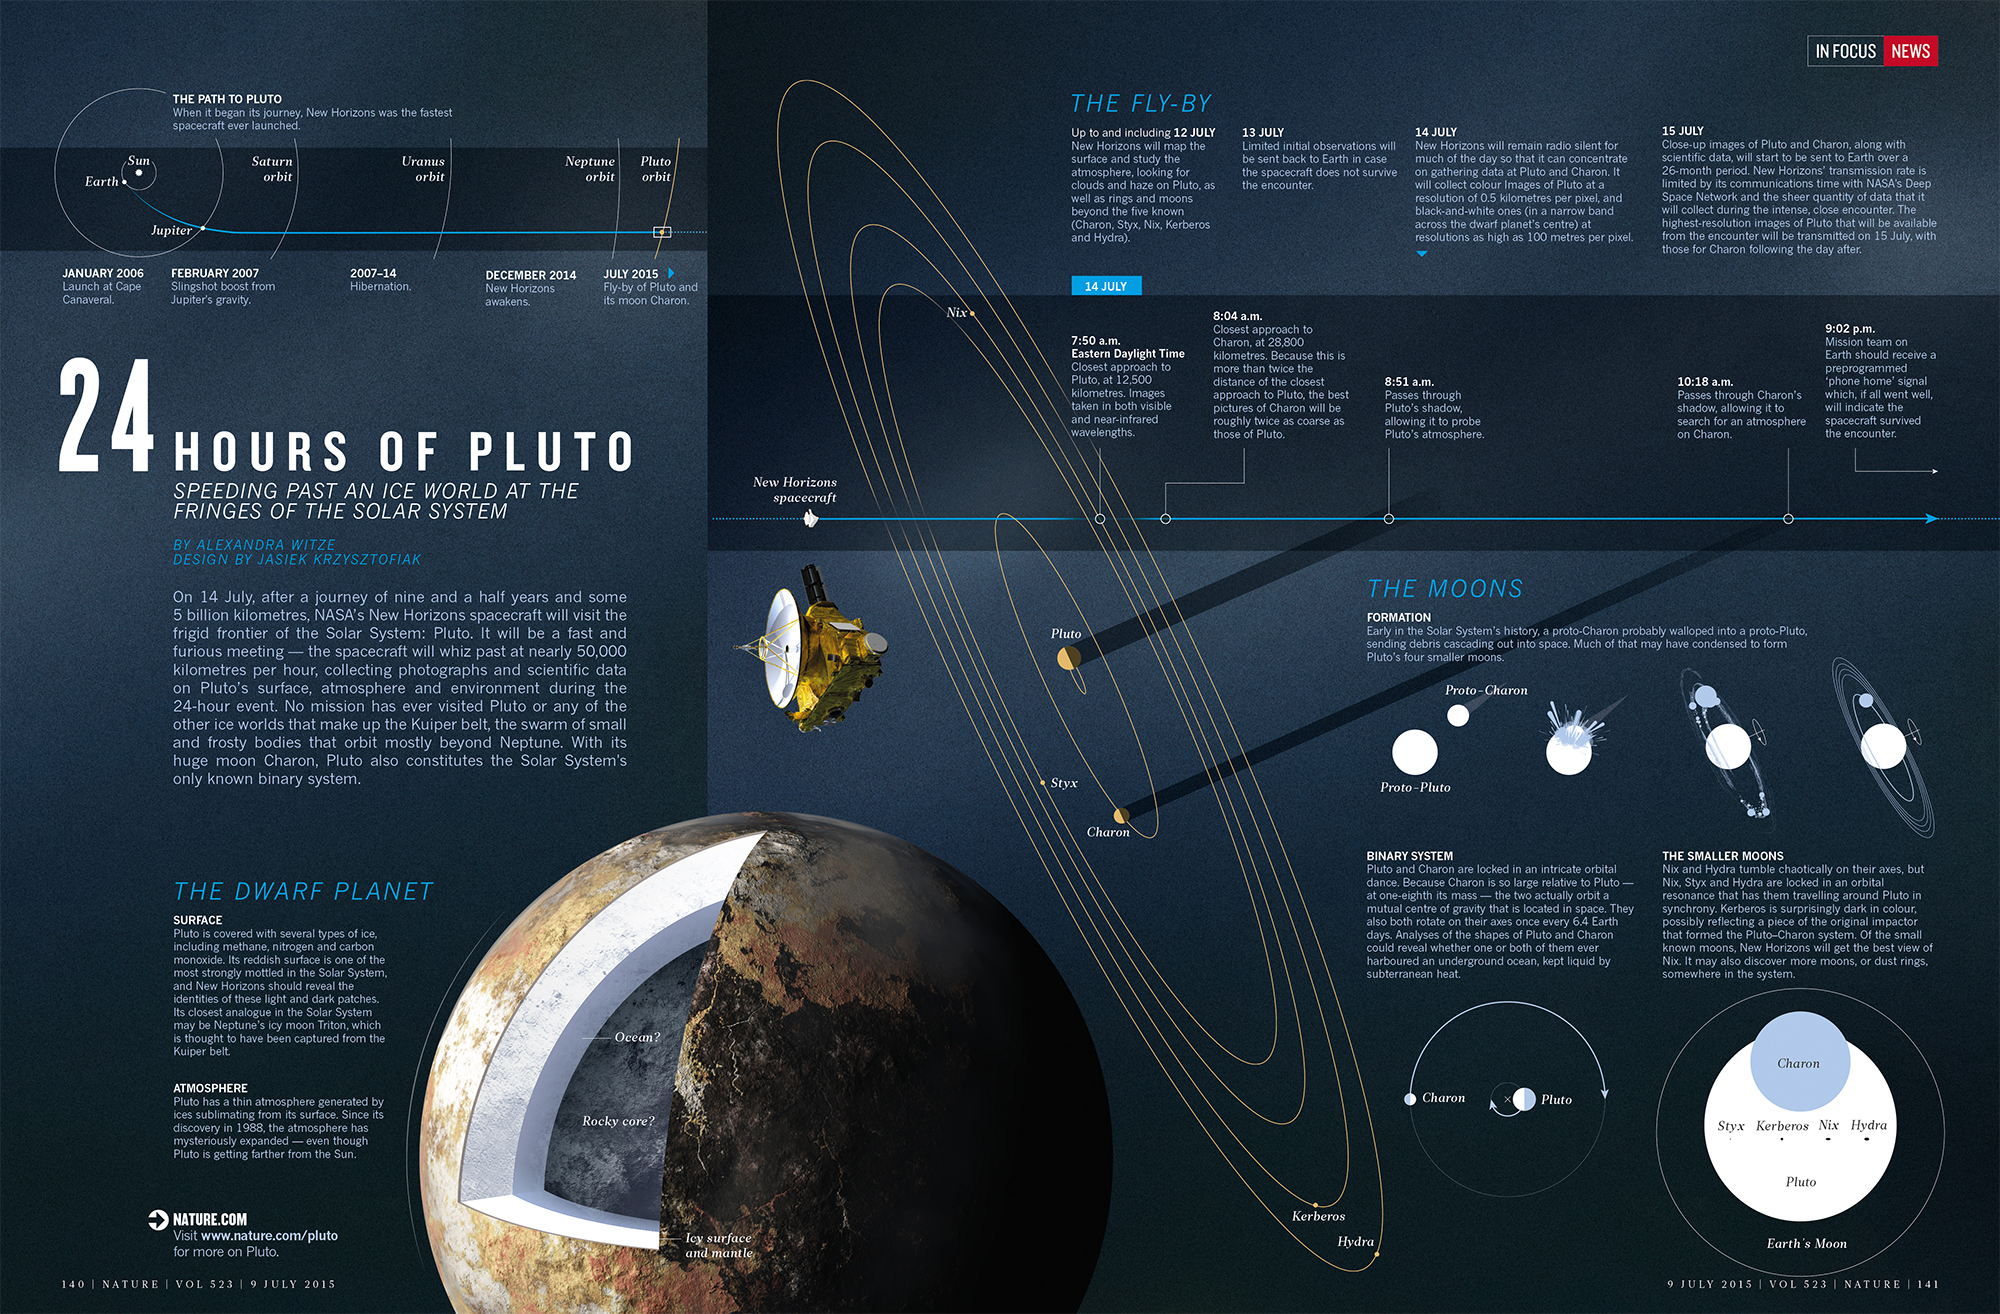 IN FOCUS NEWS
THE PATH TO PLUTO
When it began its journey, New Horizons was the fastest
spacecraft ever launched.
Sun
Earth
Jupiter
Saturn
orbit
Uranus
orbit
Neptune
orbit
Pluto
orbit
JANUARY 2006
Launch at Cape
Canaveral.
FEBRUARY 2007
Slingshot boost from
Jupiter's gravity.
2007–14
Hibernation.
DECEMBER 2014
New Horizons
awakens.
JULY 2015
Fly-by of Pluto and
its moon Charon.
24 HOURS OF PLUTO
SPEEDING PAST AN ICE WORLD AT THE
FRINGES OF THE SOLAR SYSTEM
BY ALEXANDRA WITZE
DESIGN BY JASIEK KRZYSZTOFIAK
On 14 July, after a journey of nine and a half years and some
5 billion kilometres, NASA's New Horizons spacecraft will visit the
frigid frontier of the Solar System: Pluto. It will be a fast and
furious meeting — the spacecraft will whiz past at nearly 50,000
kilometres per hour, collecting photographs and scientific data
on Pluto's surface, atmosphere and environment during the
24-hour event. No mission has ever visited Pluto or any of the
other ice worlds that make up the Kuiper belt, the swarm of small
and frosty bodies that orbit mostly beyond Neptune. With its
huge moon Charon, Pluto also constitutes the Solar System's
only known binary system.
THE DWARF PLANET
SURFACE
Pluto is covered with several types of ice,
including methane, nitrogen and carbon
monoxide. Its reddish surface is one of the
most strongly mottled in the Solar System,
and New Horizons should reveal the
identities of these light and dark patches.
Its closest analogue in the Solar System
may be Neptune's icy moon Triton, which
is thought to have been captured from the
Kuiper belt.
ATMOSPHERE
Pluto has a thin atmosphere generated by
ices sublimating from its surface. Since its
discovery in 1988, the atmosphere has
mysteriously expanded — even though
Pluto is getting farther from the Sun.
Ocean?
Rocky core?
Icy surface
and mantle
NATURE.COM
Visit www.nature.com/pluto
for more on Pluto.
140 | NATURE | VOL 523 | 9 JULY 2015
THE FLY-BY
Up to and including 12 JULY
New Horizons will map the
surface and study the
atmosphere, looking for
clouds and haze on Pluto, as
well as rings and moons
beyond the five known
(Charon, Styx, Nix, Kerberos
and Hydra).
13 JULY
Limited initial observations will
be sent back to Earth in case
the spacecraft does not survive
the encounter.
14 JULY
New Horizons will remain radio silent for
much of the day so that it can concentrate
on gathering data at Pluto and Charon. It
will collect colour Images of Pluto at a
resolution of 0.5 kilometres per pixel, and
black-and-white ones (in a narrow band
across the dwarf planet's centre) at
resolutions as high as 100 metres per pixel.
15 JULY
Close-up images of Pluto and Charon, along with
scientific data, will start to be sent to Earth over a
26-month period. New Horizons' transmission rate is
limited by its communications time with NASA's Deep
Space Network and the sheer quantity of data that it
will collect during the intense, close encounter. The
highest-resolution images of Pluto that will be available
from the encounter will be transmitted on 15 July, with
those for Charon following the day after.
14 JULY
7:50 a.m.
Eastern Daylight Time
Closest approach to
Pluto, at 12,500
kilometres. Images
taken in both visible
and near-infrared
wavelengths.
8:04 a.m.
Closest approach to
Charon, at 28,800
kilometres. Because this is
more than twice the
distance of the closest
approach to Pluto, the best
pictures of Charon will be
roughly twice as coarse as
those of Pluto.
8:51 a.m.
Passes through
Pluto's shadow,
allowing it to probe
Pluto's atmosphere.
10:18 a.m.
Passes through Charon's
shadow, allowing it to
search for an atmosphere
on Charon.
9:02 p.m.
Mission team on
Earth should receive a
preprogrammed
'phone home' signal
which, if all went well,
will indicate the
spacecraft survived
the encounter.
New Horizons
spacecraft
Nix
Pluto
Styx
Charon
Kerberos
Hydra
THE MOONS
FORMATION
Early in the Solar System's history, a proto-Charon probably walloped into a proto-Pluto,
sending debris cascading out into space. Much of that may have condensed to form
Pluto's four smaller moons.
Proto-Charon
Proto-Pluto
BINARY SYSTEM
Pluto and Charon are locked in an intricate orbital
dance. Because Charon is so large relative to Pluto —
at one-eighth its mass — the two actually orbit a
mutual centre of gravity that is located in space. They
also both rotate on their axes once every 6.4 Earth
days. Analyses of the shapes of Pluto and Charon
could reveal whether one or both of them ever
harboured an underground ocean, kept liquid by
subterranean heat.
Charon
Pluto
THE SMALLER MOONS
Nix and Hydra tumble chaotically on their axes, but
Nix, Styx and Hydra are locked in an orbital
resonance that has them travelling around Pluto in
synchrony. Kerberos is surprisingly dark in colour,
possibly reflecting a piece of the original impactor
that formed the Pluto–Charon system. Of the small
known moons, New Horizons will get the best view of
Nix. It may also discover more moons, or dust rings,
somewhere in the system.
Charon
Styx Kerberos Nix Hydra
Pluto
Earth's Moon
9 JULY 2015 | VOL 523 | NATURE | 141